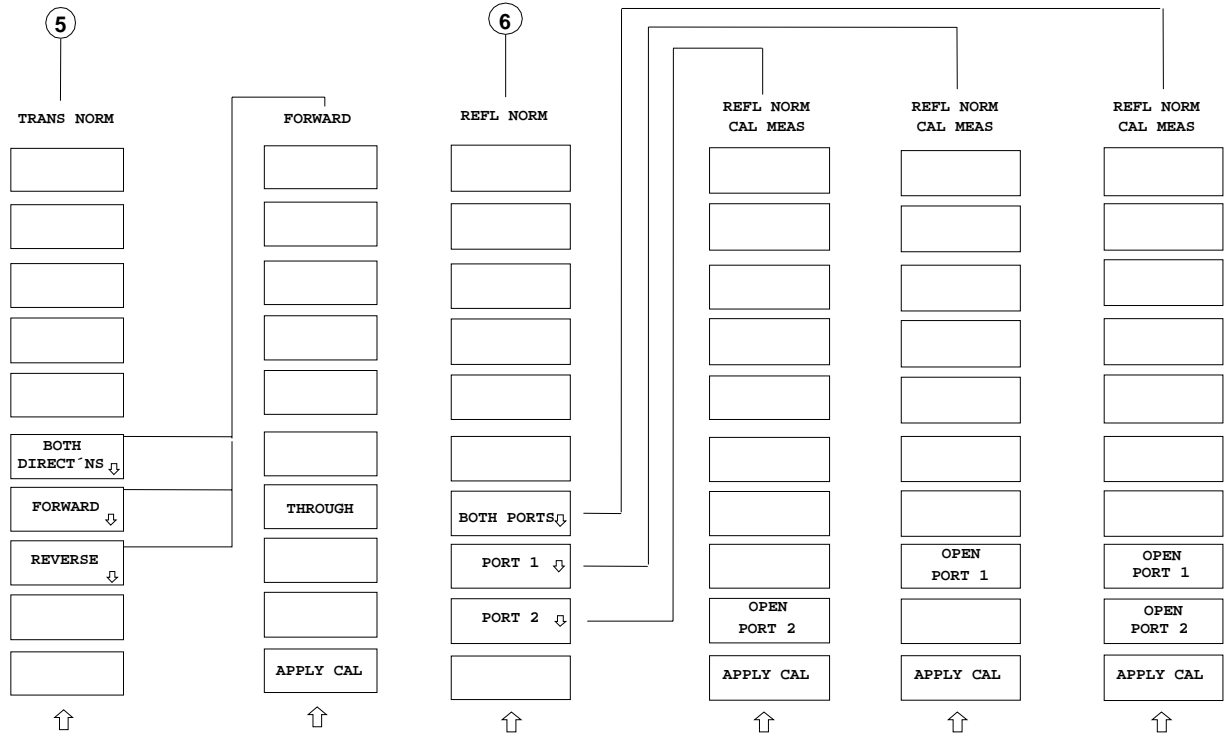 5
TRANS NORM
BOTH
DIRECT´NS
FORWARD
REVERSE
FORWARD
THROUGH
APPLY CAL
6
REFL NORM
BOTH PORTS
PORT 1
PORT 2
REFL NORM
CAL MEAS
OPEN
PORT 2
APPLY CAL
REFL NORM
CAL MEAS
OPEN
PORT 1
APPLY CAL
REFL NORM
CAL MEAS
OPEN
PORT 1
OPEN
PORT 2
APPLY CAL